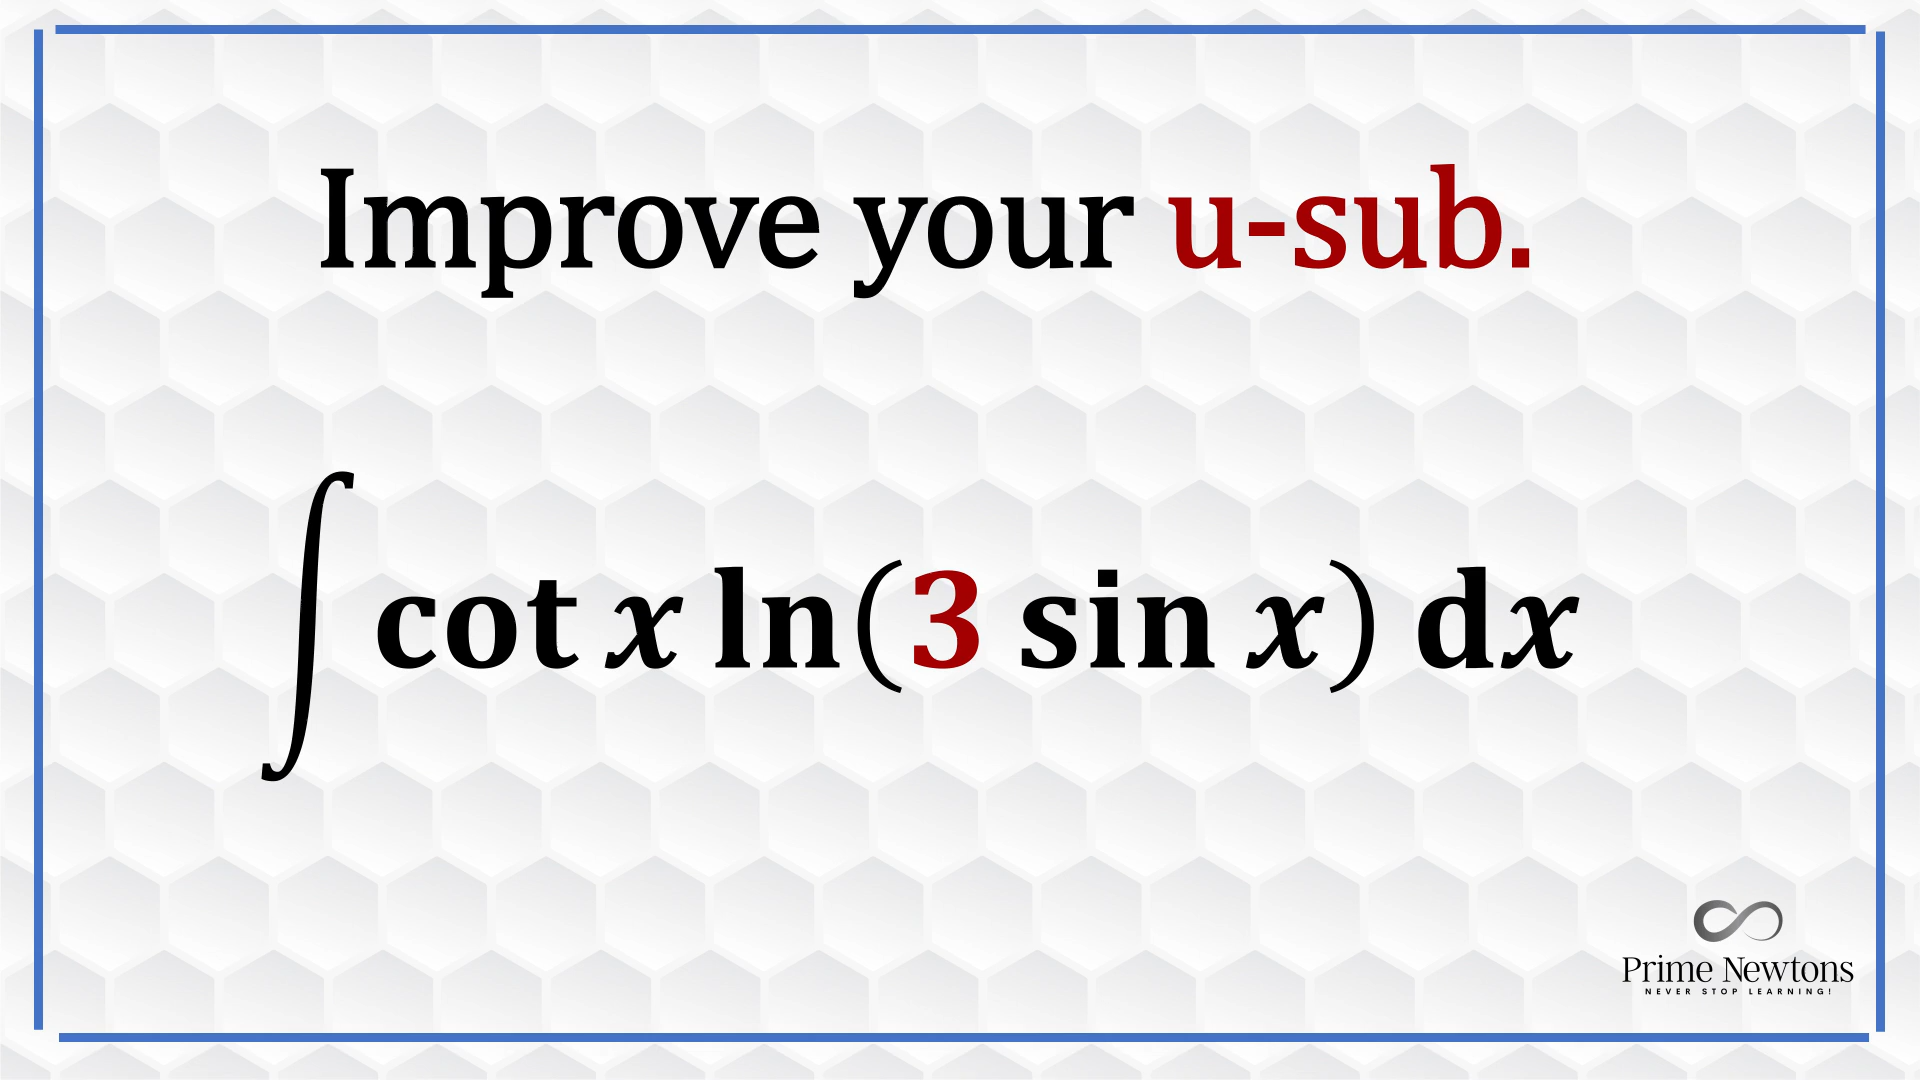 Improve your u-sub.
∫ cot x ln(3 sin x) dx
Prime Newtons
NEVER STOP LEARNING!